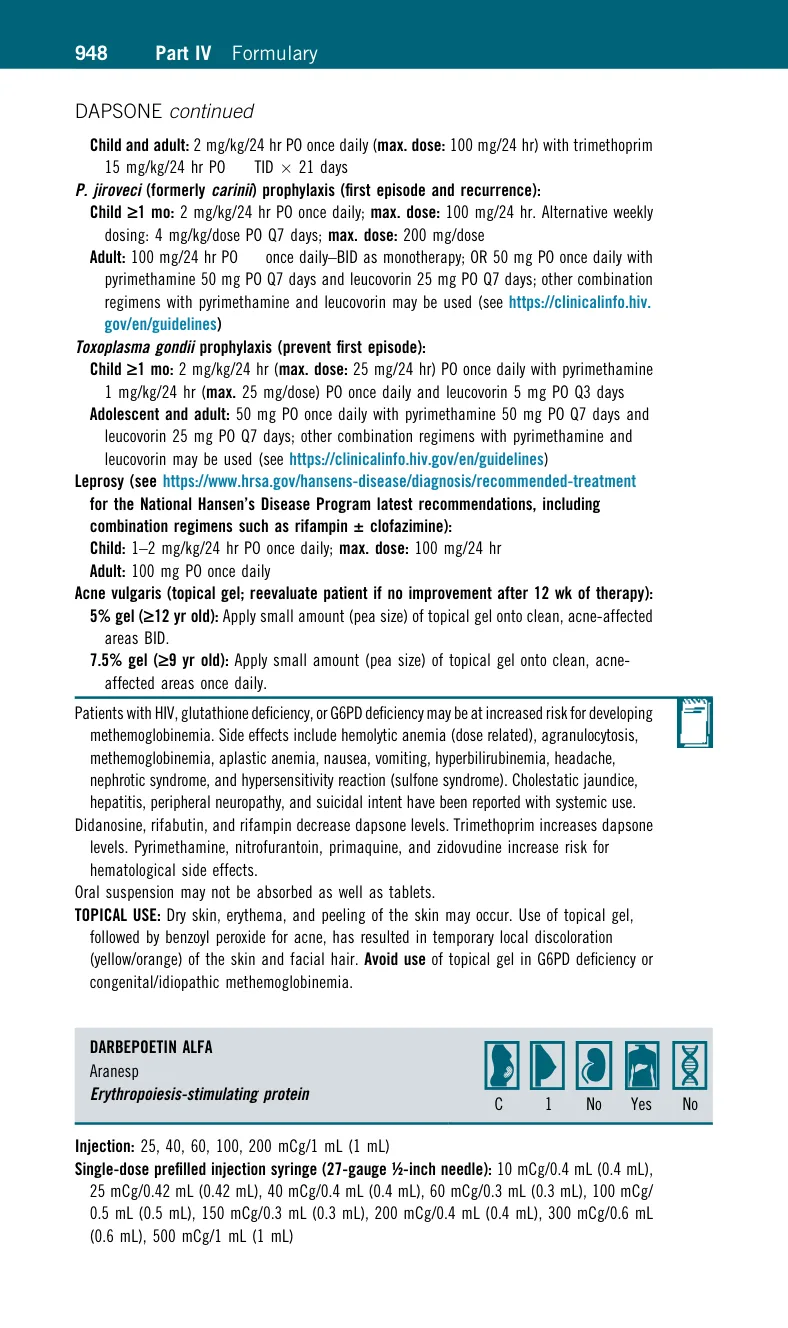 948 Part IV Formulary
DAPSONE continued
Child and adult: 2 mg/kg/24 hr PO once daily (max. dose: 100 mg/24 hr) with trimethoprim
15 mg/kg/24 hr PO TID × 21 days
P. jiroveci (formerly carinii) prophylaxis (first episode and recurrence):
Child ≥1 mo: 2 mg/kg/24 hr PO once daily; max. dose: 100 mg/24 hr. Alternative weekly
dosing: 4 mg/kg/dose PO Q7 days; max. dose: 200 mg/dose
Adult: 100 mg/24 hr PO once daily–BID as monotherapy; OR 50 mg PO once daily with
pyrimethamine 50 mg PO Q7 days and leucovorin 25 mg PO Q7 days; other combination
regimens with pyrimethamine and leucovorin may be used (see https://clinicalinfo.hiv.
gov/en/guidelines)
Toxoplasma gondii prophylaxis (prevent first episode):
Child ≥1 mo: 2 mg/kg/24 hr (max. dose: 25 mg/24 hr) PO once daily with pyrimethamine
1 mg/kg/24 hr (max. 25 mg/dose) PO once daily and leucovorin 5 mg PO Q3 days
Adolescent and adult: 50 mg PO once daily with pyrimethamine 50 mg PO Q7 days and
leucovorin 25 mg PO Q7 days; other combination regimens with pyrimethamine and
leucovorin may be used (see https://clinicalinfo.hiv.gov/en/guidelines)
Leprosy (see https://www.hrsa.gov/hansens-disease/diagnosis/recommended-treatment
for the National Hansen's Disease Program latest recommendations, including
combination regimens such as rifampin ± clofazimine):
Child: 1–2 mg/kg/24 hr PO once daily; max. dose: 100 mg/24 hr
Adult: 100 mg PO once daily
Acne vulgaris (topical gel; reevaluate patient if no improvement after 12 wk of therapy):
5% gel (≥12 yr old): Apply small amount (pea size) of topical gel onto clean, acne-affected
areas BID.
7.5% gel (≥9 yr old): Apply small amount (pea size) of topical gel onto clean, acne-
affected areas once daily.
Patients with HIV, glutathione deficiency, or G6PD deficiency may be at increased risk for developing
methemoglobinemia. Side effects include hemolytic anemia (dose related), agranulocytosis,
methemoglobinemia, aplastic anemia, nausea, vomiting, hyperbilirubinemia, headache,
nephrotic syndrome, and hypersensitivity reaction (sulfone syndrome). Cholestatic jaundice,
hepatitis, peripheral neuropathy, and suicidal intent have been reported with systemic use.
Didanosine, rifabutin, and rifampin decrease dapsone levels. Trimethoprim increases dapsone
levels. Pyrimethamine, nitrofurantoin, primaquine, and zidovudine increase risk for
hematological side effects.
Oral suspension may not be absorbed as well as tablets.
TOPICAL USE: Dry skin, erythema, and peeling of the skin may occur. Use of topical gel,
followed by benzoyl peroxide for acne, has resulted in temporary local discoloration
(yellow/orange) of the skin and facial hair. Avoid use of topical gel in G6PD deficiency or
congenital/idiopathic methemoglobinemia.
DARBEPOETIN ALFA
Aranesp
Erythropoiesis-stimulating protein
C 1 No Yes No
Injection: 25, 40, 60, 100, 200 mCg/1 mL (1 mL)
Single-dose prefilled injection syringe (27-gauge ½-inch needle): 10 mCg/0.4 mL (0.4 mL),
25 mCg/0.42 mL (0.42 mL), 40 mCg/0.4 mL (0.4 mL), 60 mCg/0.3 mL (0.3 mL), 100 mCg/
0.5 mL (0.5 mL), 150 mCg/0.3 mL (0.3 mL), 200 mCg/0.4 mL (0.4 mL), 300 mCg/0.6 mL
(0.6 mL), 500 mCg/1 mL (1 mL)